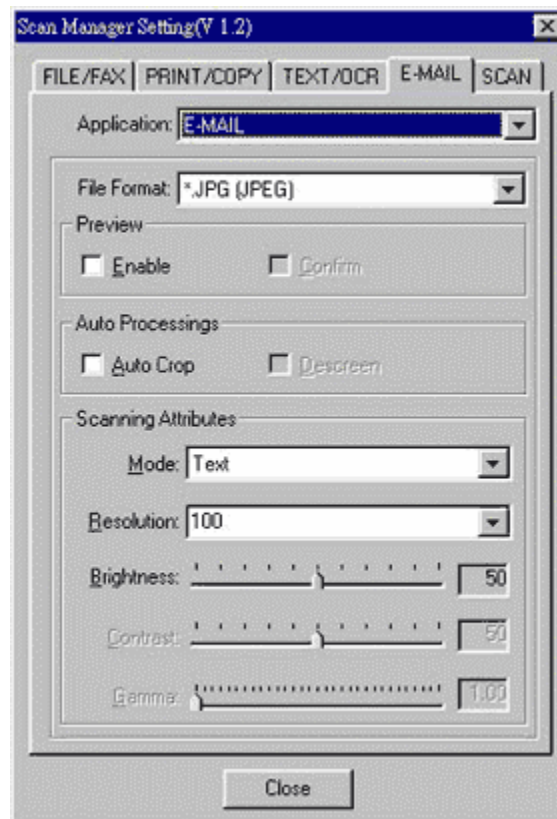 Scan Manager Setting(V 1.2)
FILE/FAX PRINT/COPY TEXT/OCR E-MAIL SCAN
Application: E-MAIL
File Format: *.JPG (JPEG)
Preview
Enable Confirm
Auto Processings
Auto Crop Descreen
Scanning Attributes
Mode: Text
Resolution: 100
Brightness: 50
Contrast: 50
Gamma: 1.00
Close